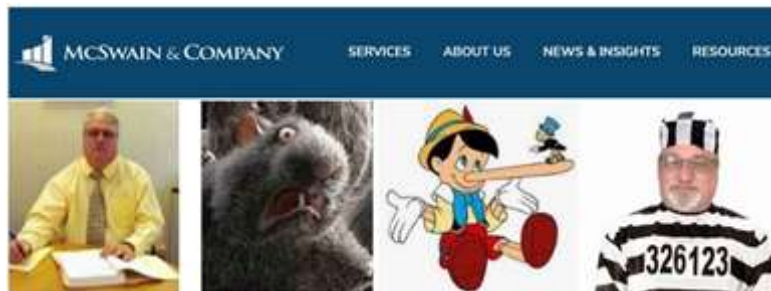 MCSWAIN & COMPANY
SERVICES
ABOUT US
NEWS & INSIGHTS
RESOURCES
326123